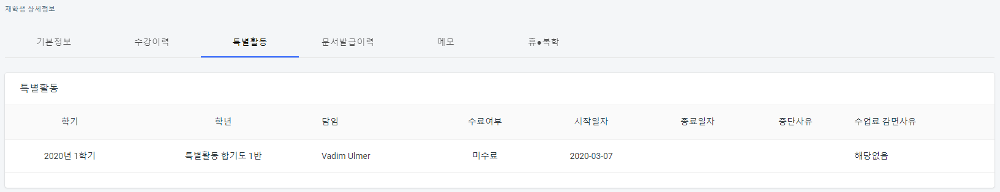 재학생 상세정보
기본정보 수강이력 특별활동 문서발급이력 메모 휴●복학
특별활동
학기 학년 담임 수료여부 시작일자 종료일자 중단사유 수업료 감면사유
2020년 1학기 특별활동 합기도 1반 Vadim Ulmer 미수료 2020-03-07 해당없음